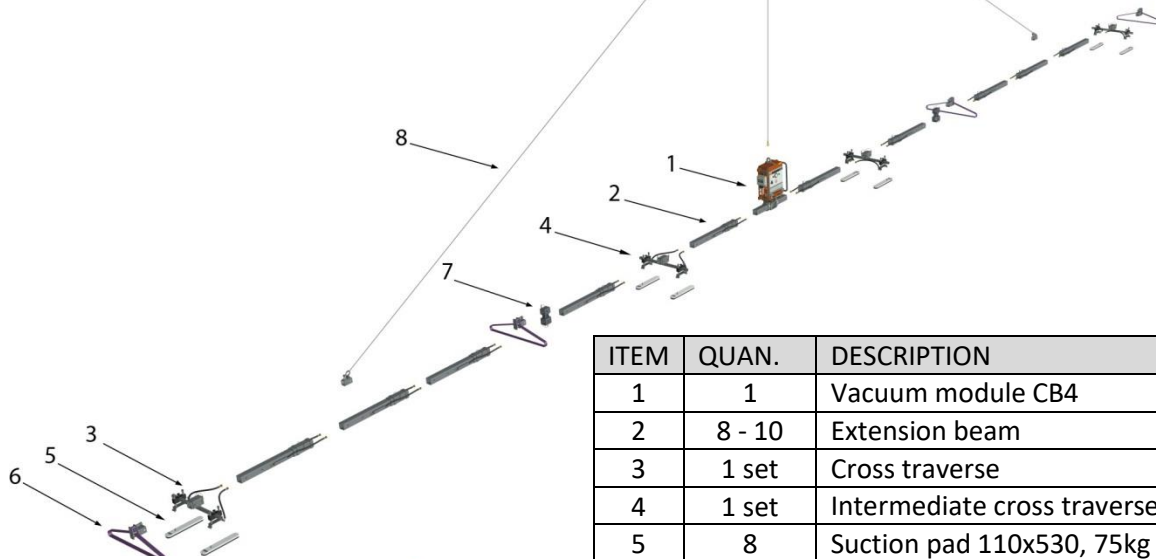 8
1
2
4
7
3
5
6
ITEM QUAN. DESCRIPTION
1 1 Vacuum module CB4
2 8 - 10 Extension beam
3 1 set Cross traverse
4 1 set Intermediate cross traverse
5 8 Suction pad 110x530, 75kg